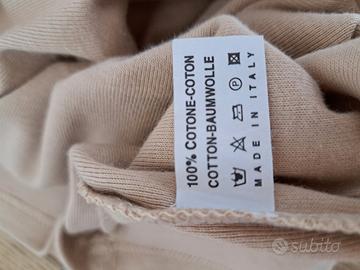 100% COTONE-COTON
COTTON-BAUMWOLLE
MADE IN ITALY
subito